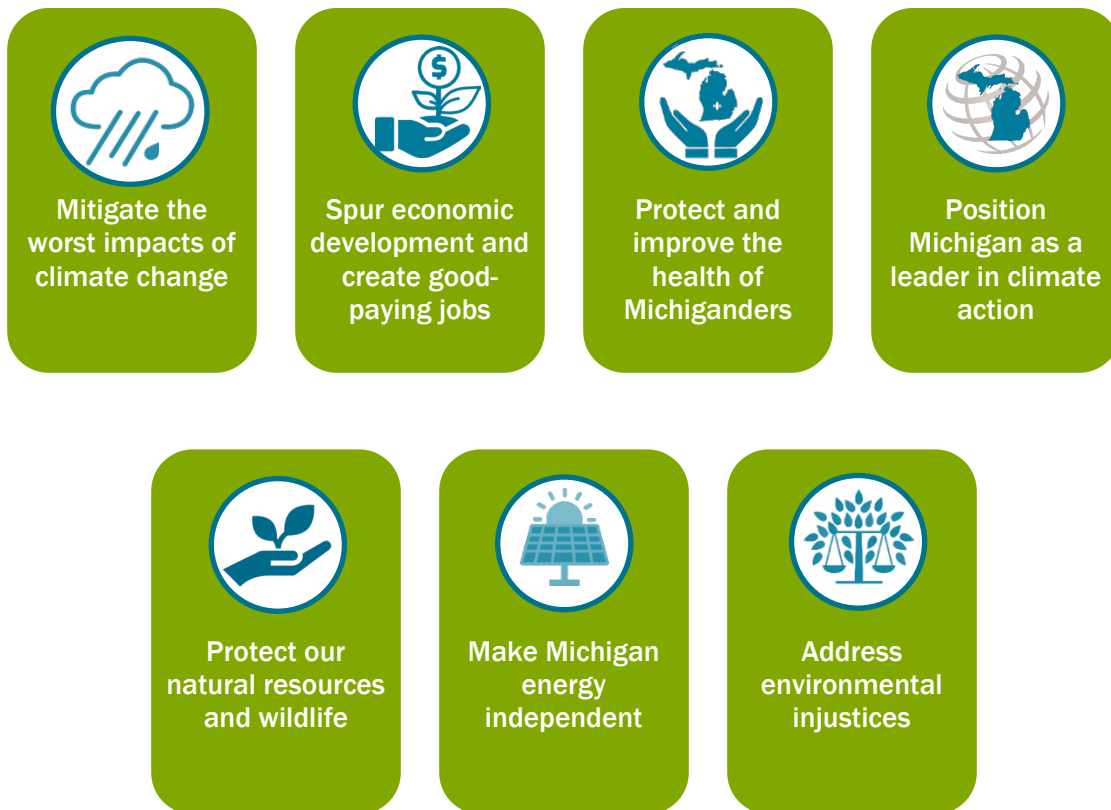 $
Mitigate the
worst impacts of
climate change
Spur economic
development and
create good-
paying jobs
Protect and
improve the
health of
Michiganders
Position
Michigan as a
leader in climate
action
Protect our
natural resources
and wildlife
Make Michigan
energy
independent
Address
environmental
injustices